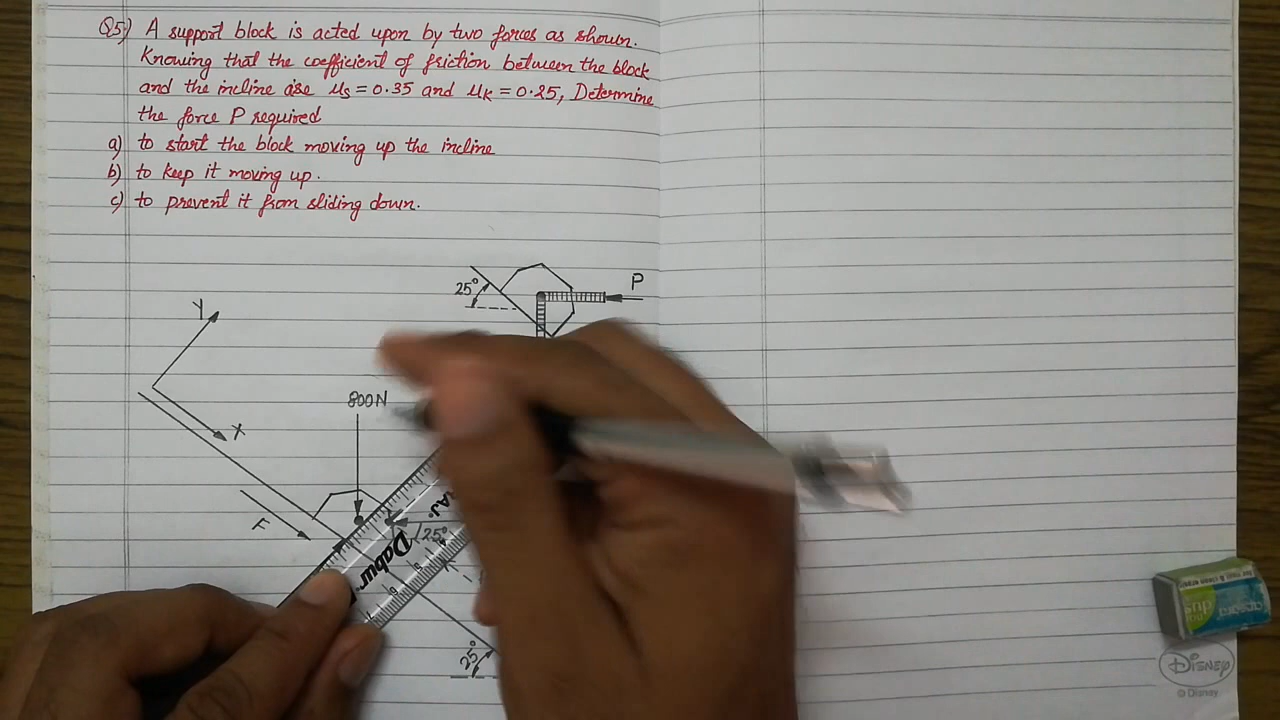 Q5) A support block is acted upon by two forces as shown.
Knowing that the coefficient of friction between the block
and the incline are μs = 0.35 and μk = 0.25, Determine
the force P required
a) to start the block moving up the incline
b) to keep it moving up.
c) to prevent it from sliding down.
25°
P
Y
800N
X
F
25°
Dabur
25°
DISNEY
© Disney